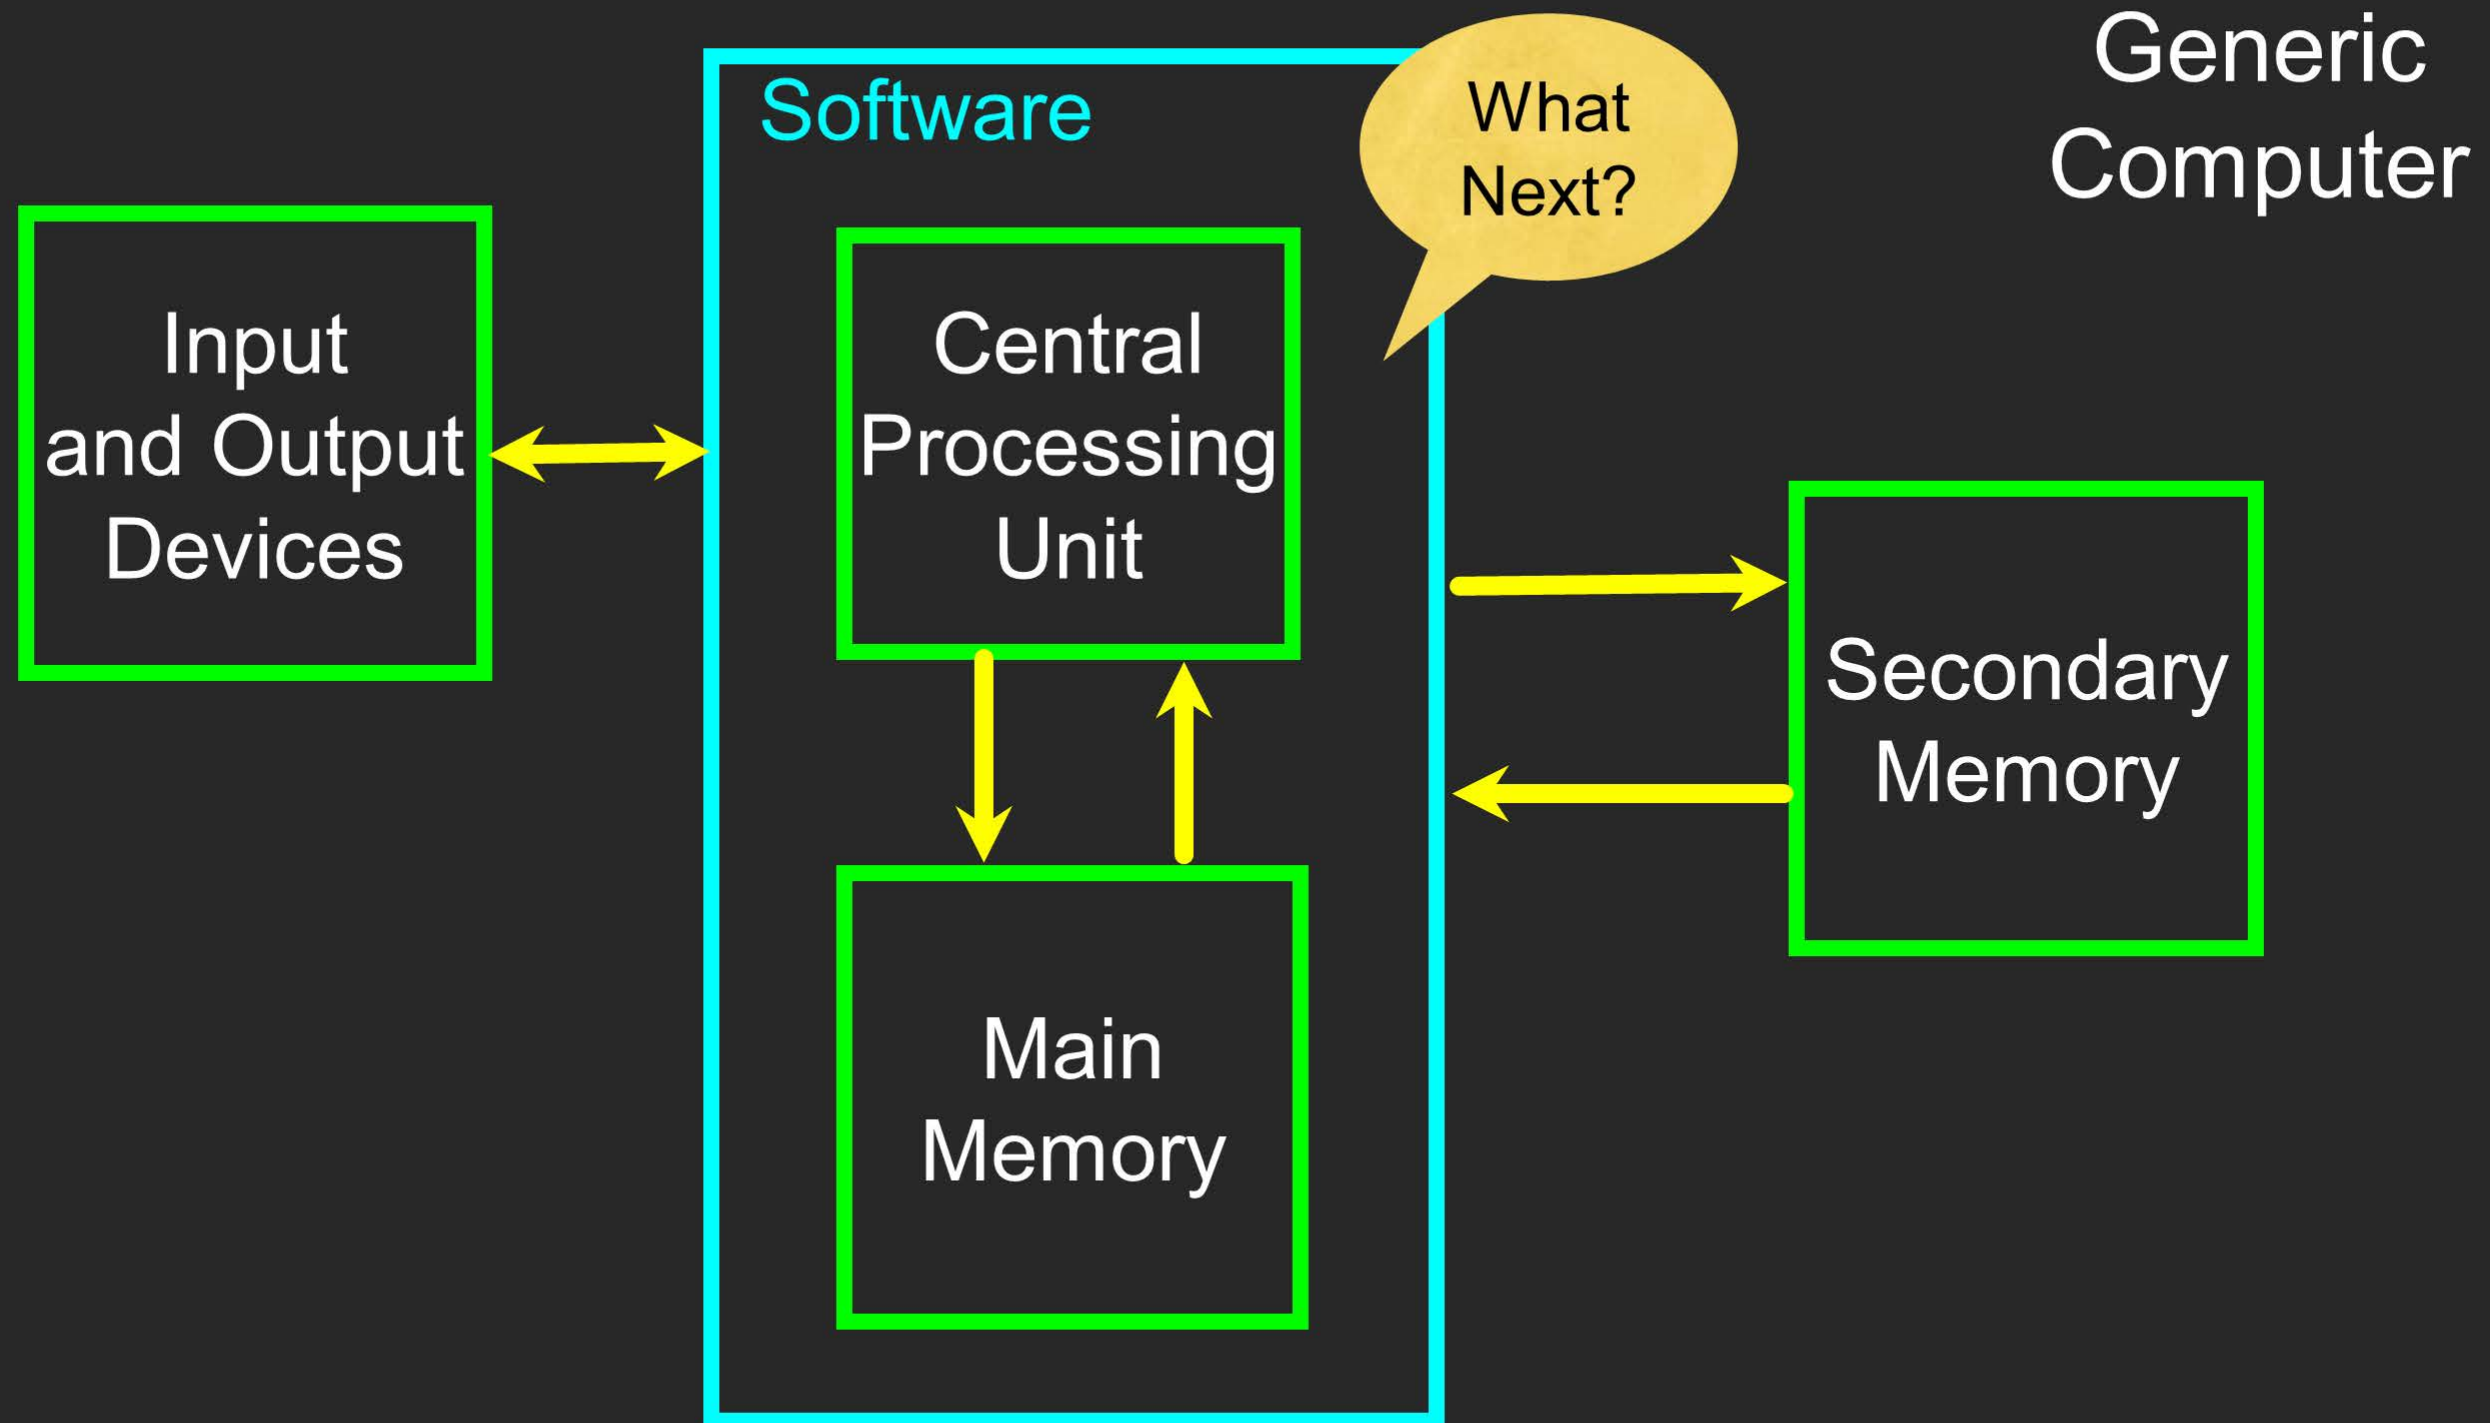 Generic
Computer
Software
What
Next?
Input
and Output
Devices
Central
Processing
Unit
Secondary
Memory
Main
Memory